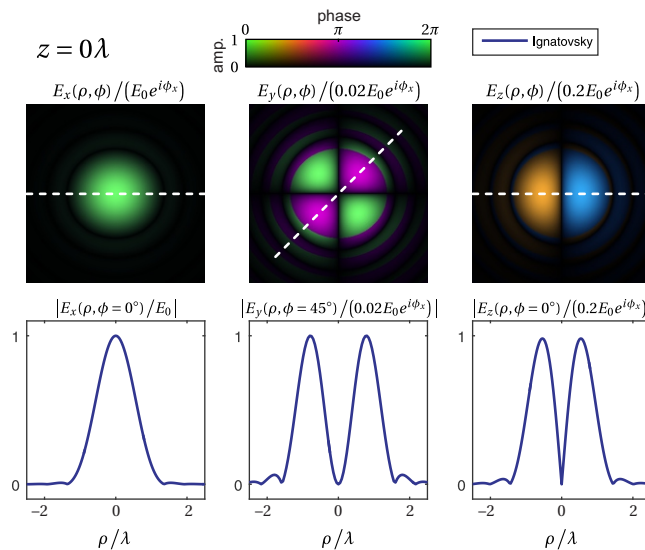 phase
0 π 2π
z = 0λ
amp.
1
0
Ignatovsky
E_x(ρ,ϕ)/(E_0e^{iϕ_x})
E_y(ρ,ϕ)/(0.02E_0e^{iϕ_x})
E_z(ρ,ϕ)/(0.2E_0e^{iϕ_x})
|E_x(ρ,ϕ = 0°)/E_0|
|E_y(ρ,ϕ = 45°)/(0.02E_0e^{iϕ_x})|
|E_z(ρ,ϕ = 0°)/(0.2E_0e^{iϕ_x})|
1 1 1
0 0 0
−2 0 2 −2 0 2 −2 0 2
ρ/λ ρ/λ ρ/λ